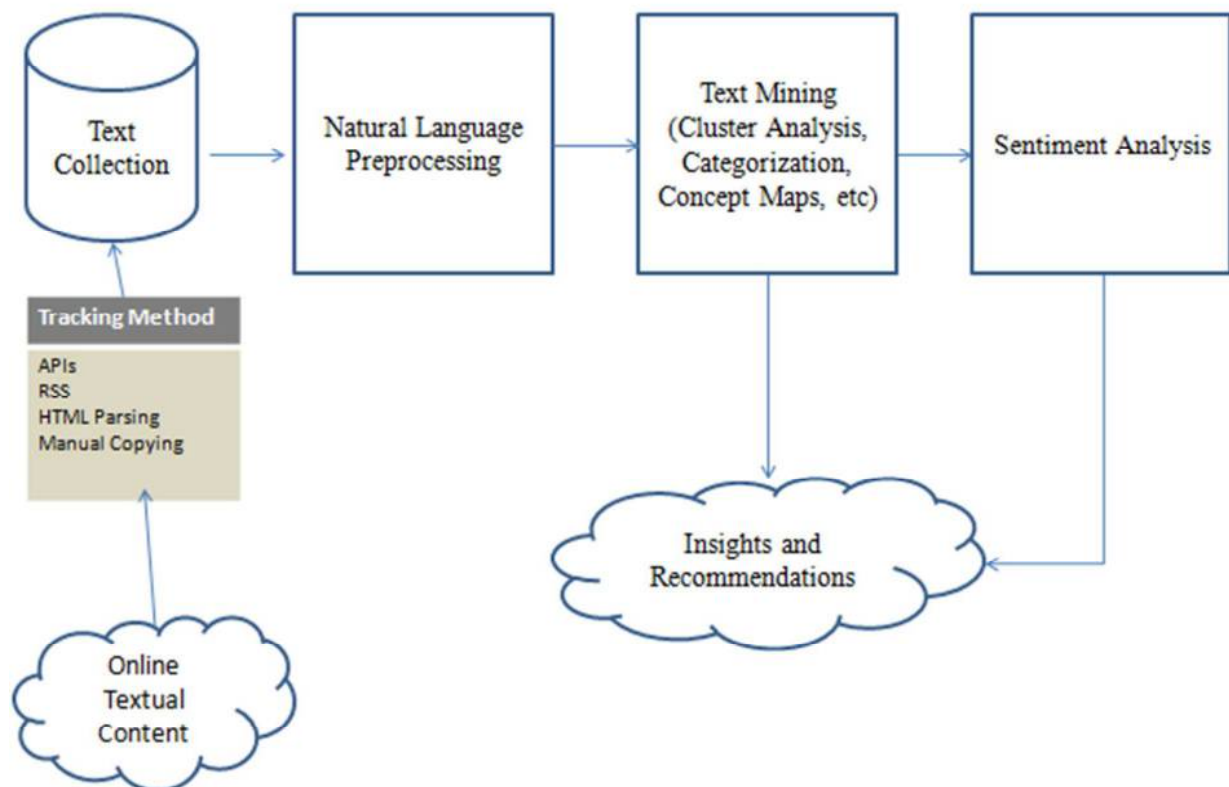 Text
Collection
Natural Language
Preprocessing
Text Mining
(Cluster Analysis,
Categorization,
Concept Maps, etc)
Sentiment Analysis
Tracking Method
APIs
RSS
HTML Parsing
Manual Copying
Insights and
Recommendations
Online
Textual
Content